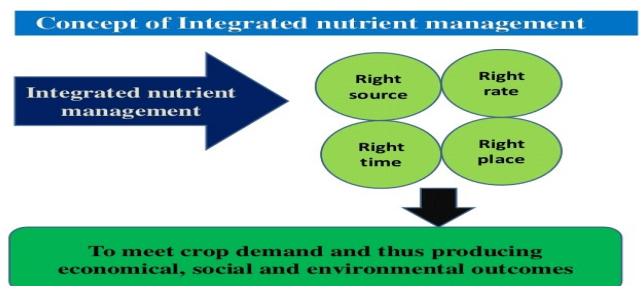 Concept of Integrated nutrient management
Integrated nutrient
management
Right
source
Right
rate
Right
time
Right
place
To meet crop demand and thus producing
economical, social and environmental outcomes